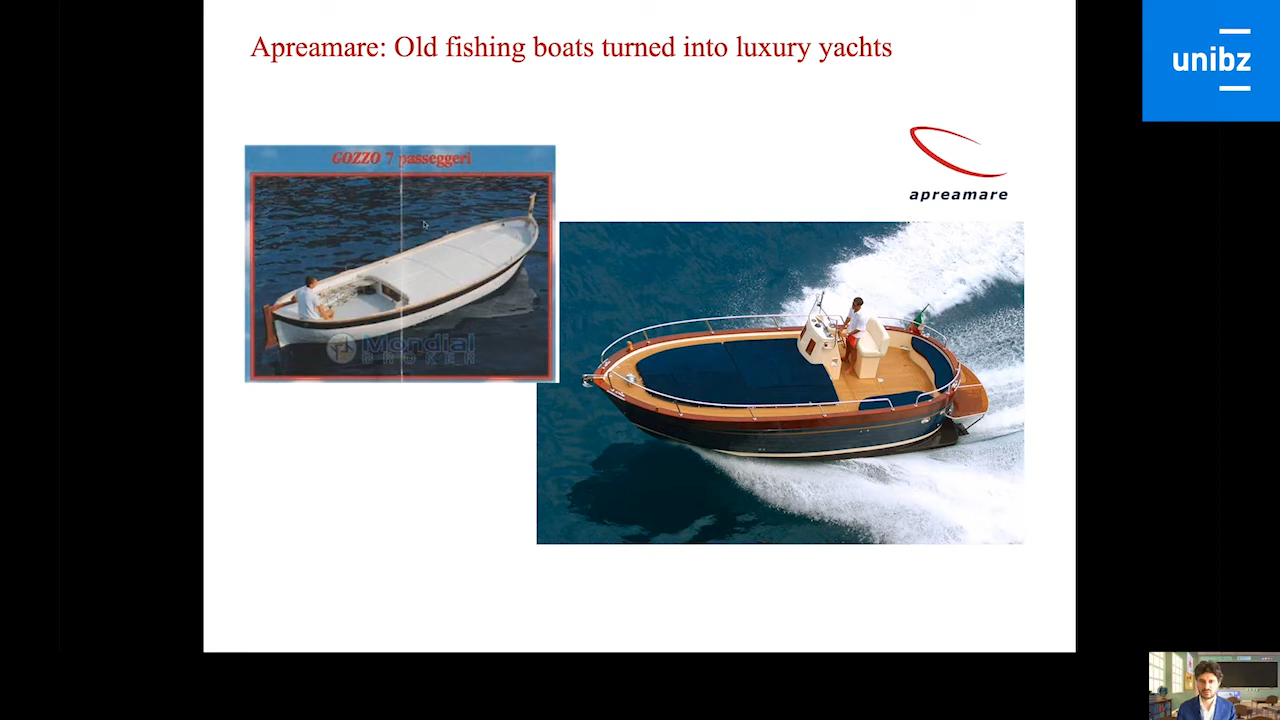 Apreamare: Old fishing boats turned into luxury yachts
unibz
GOZZO 7 passeggeri
apreamare
Mondial
BROKER